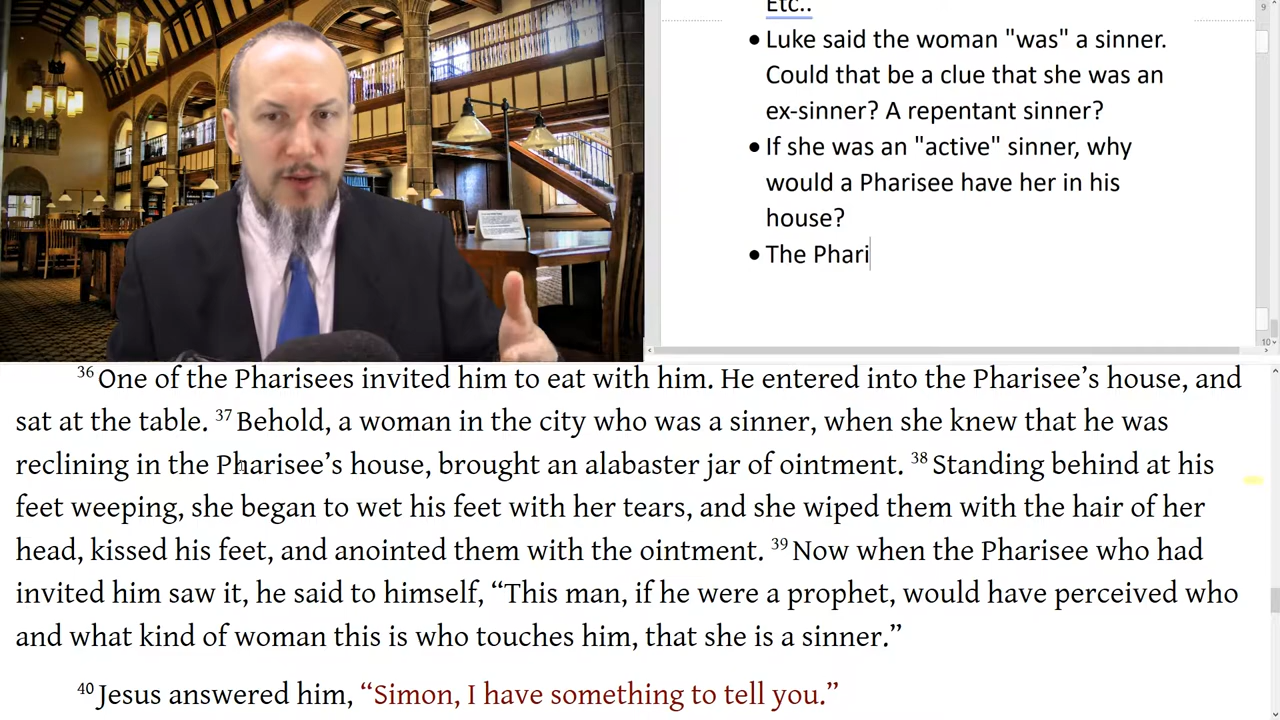 Etc..
• Luke said the woman "was" a sinner.
Could that be a clue that she was an
ex-sinner? A repentant sinner?
• If she was an "active" sinner, why
would a Pharisee have her in his
house?
• The Phari
9
10
36 One of the Pharisees invited him to eat with him. He entered into the Pharisee’s house, and
sat at the table. 37 Behold, a woman in the city who was a sinner, when she knew that he was
reclining in the Pharisee’s house, brought an alabaster jar of ointment. 38 Standing behind at his
feet weeping, she began to wet his feet with her tears, and she wiped them with the hair of her
head, kissed his feet, and anointed them with the ointment. 39 Now when the Pharisee who had
invited him saw it, he said to himself, “This man, if he were a prophet, would have perceived who
and what kind of woman this is who touches him, that she is a sinner.”
40 Jesus answered him, “Simon, I have something to tell you.”